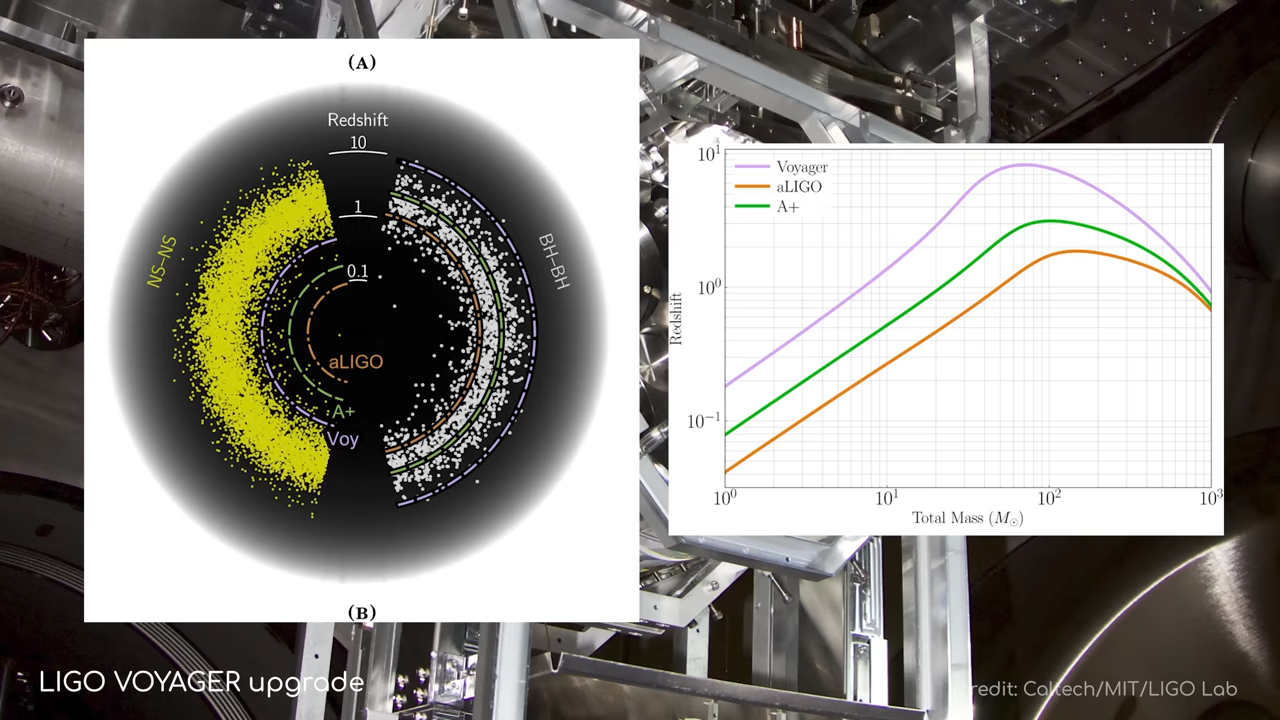 (A)
Redshift
10
1
0.1
NS–NS
BH–BH
aLIGO
A+
Voy
(B)
Voyager
aLIGO
A+
10¹
10⁰
10⁻¹
Redshift
10⁰ 10¹ 10² 10³
Total Mass (M☉)
LIGO VOYAGER upgrade
redit: Caltech/MIT/LIGO Lab